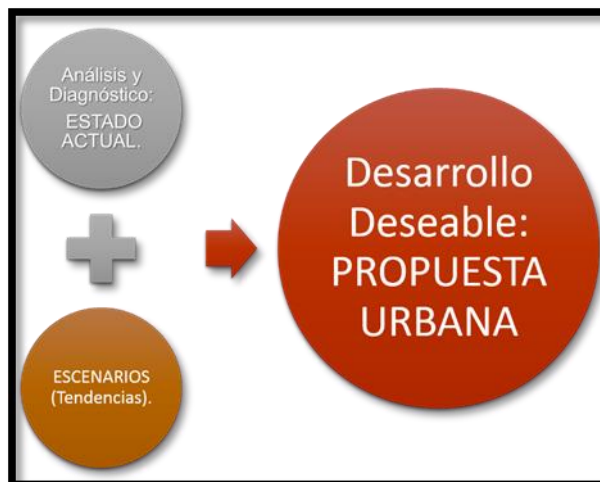 Análisis y
Diagnóstico:
ESTADO
ACTUAL.
ESCENARIOS
(Tendencias).
Desarrollo
Deseable:
PROPUESTA
URBANA